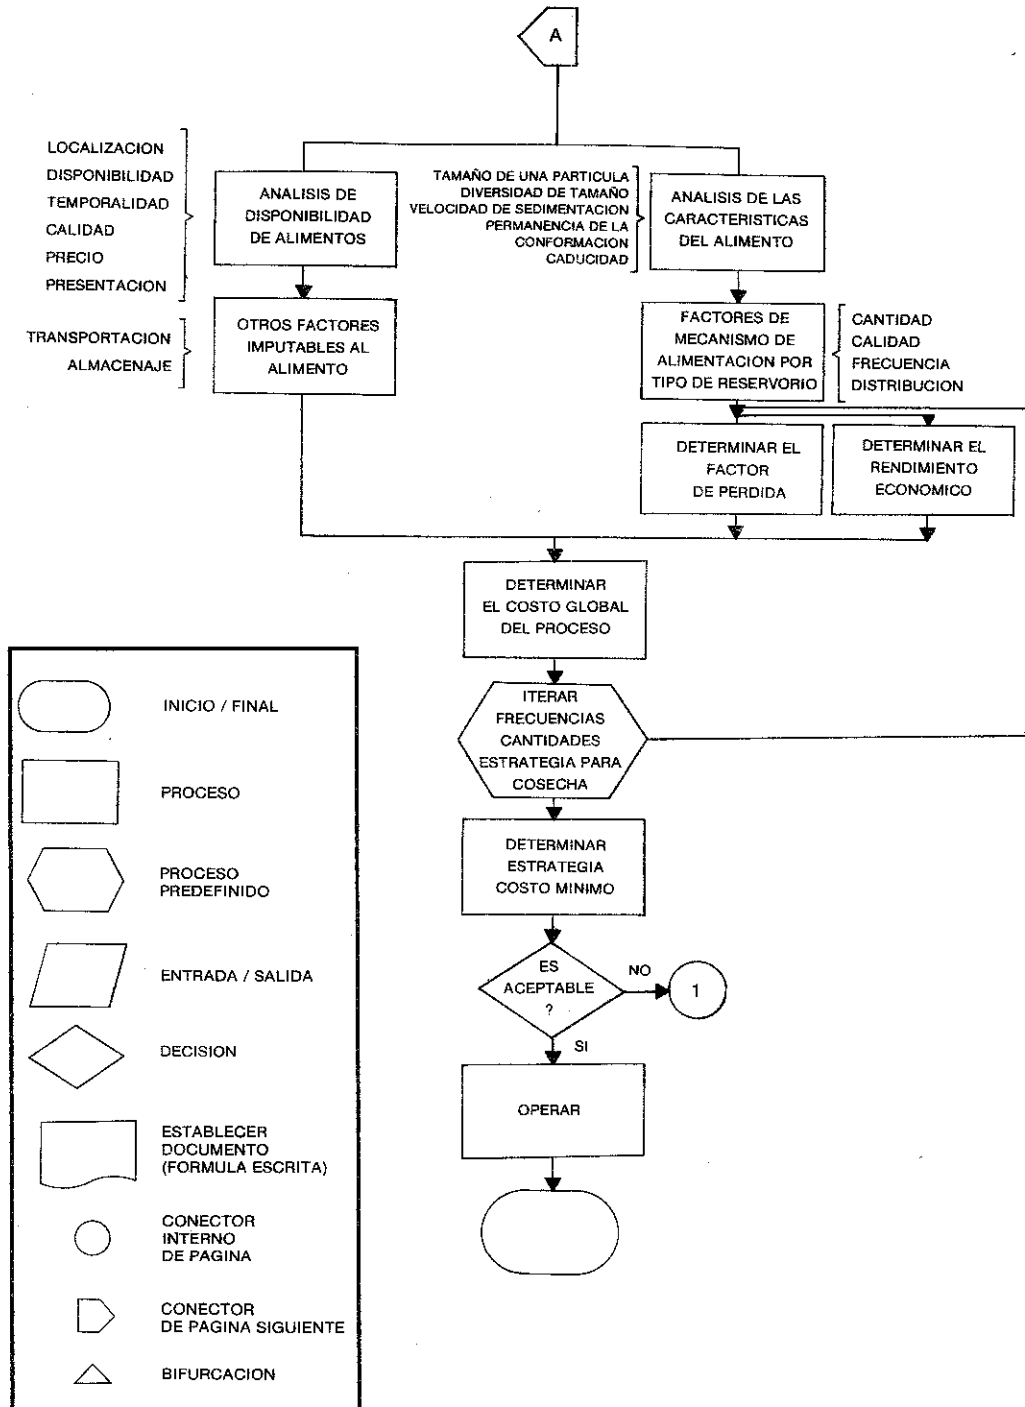 A
LOCALIZACION
DISPONIBILIDAD
TEMPORALIDAD
CALIDAD
PRECIO
PRESENTACION
ANALISIS DE
DISPONIBILIDAD
DE ALIMENTOS
TAMAÑO DE UNA PARTICULA
DIVERSIDAD DE TAMAÑO
VELOCIDAD DE SEDIMENTACION
PERMANENCIA DE LA
CONFORMACION
CADUCIDAD
ANALISIS DE LAS
CARACTERISTICAS
DEL ALIMENTO
TRANSPORTACION
ALMACENAJE
OTROS FACTORES
IMPUTABLES AL
ALIMENTO
FACTORES DE
MECANISMO DE
ALIMENTACION POR
TIPO DE RESERVORIO
CANTIDAD
CALIDAD
FRECUENCIA
DISTRIBUCION
DETERMINAR EL
FACTOR
DE PERDIDA
DETERMINAR EL
RENDIMIENTO
ECONOMICO
DETERMINAR
EL COSTO GLOBAL
DEL PROCESO
ITERAR
FRECUENCIAS
CANTIDADES
ESTRATEGIA PARA
COSECHA
DETERMINAR
ESTRATEGIA
COSTO MINIMO
ES
ACEPTABLE
?
NO
1
SI
OPERAR
INICIO / FINAL
PROCESO
PROCESO
PREDEFINIDO
ENTRADA / SALIDA
DECISION
ESTABLECER
DOCUMENTO
(FORMULA ESCRITA)
CONECTOR
INTERNO
DE PAGINA
CONECTOR
DE PAGINA SIGUIENTE
BIFURCACION